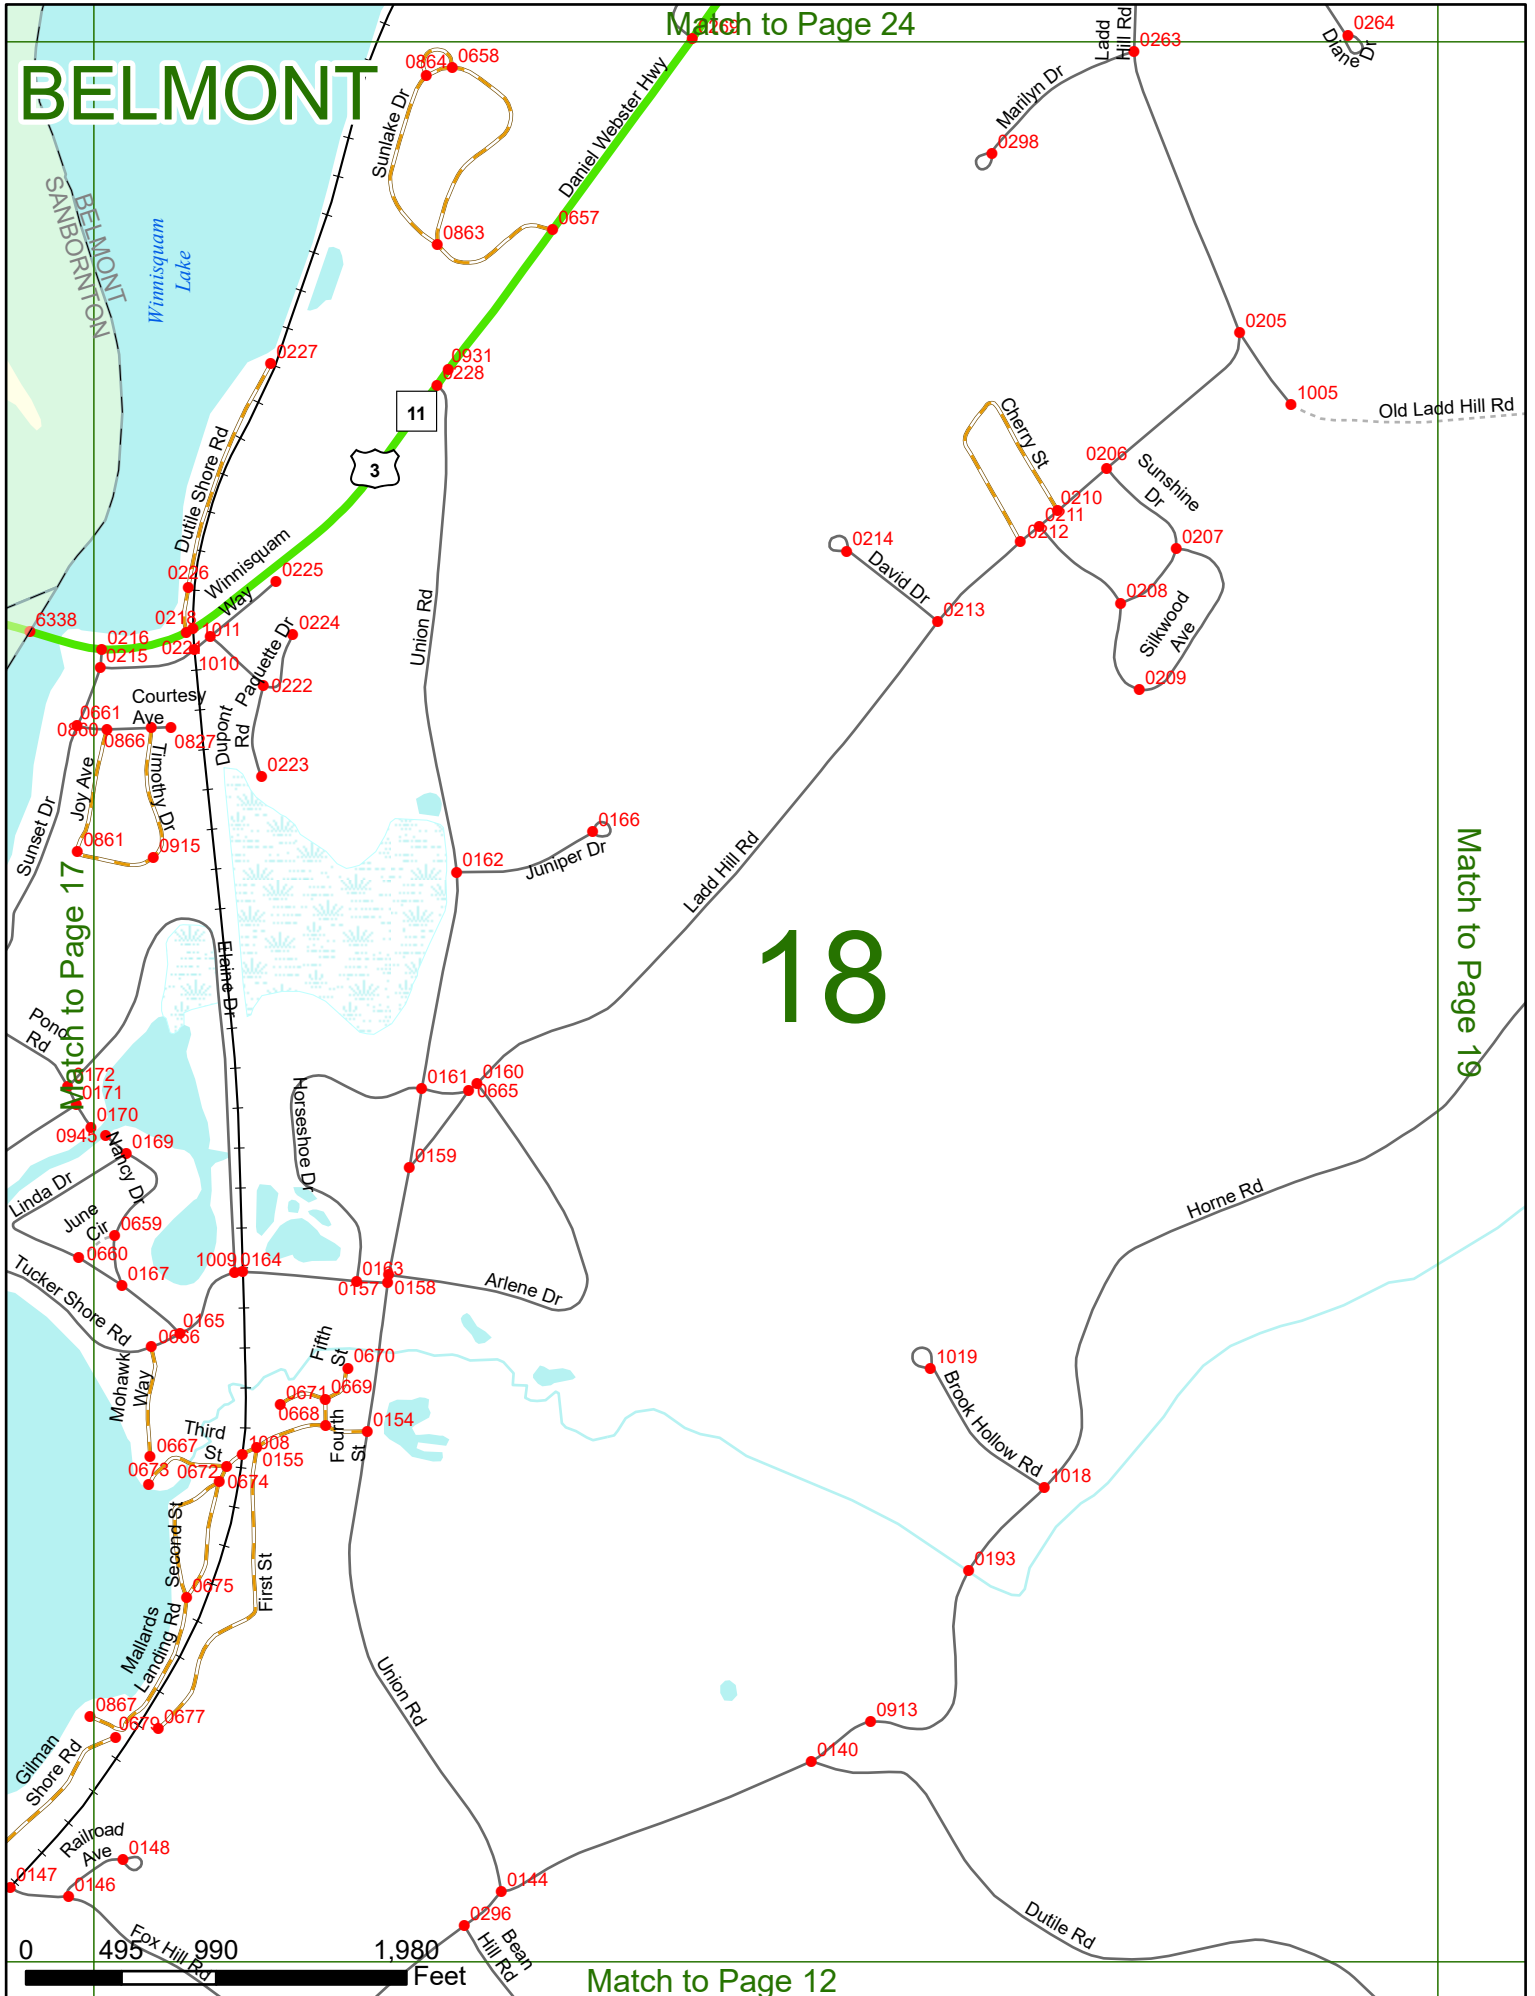 Match to Page 24
BELMONT
0269
0264
Diane
Dr
Ladd
Hill Rd
0263
0864
0658
Sunlake Dr
Daniel Webster Hwy
Marilyn Dr
0298
0863
0657
BELMONT
SANBORNTON
Winnisquam
Lake
0227
0931
0228
11
3
0205
1005
Old Ladd Hill Rd
Cherry St
0206
Sunshine
Dr
0210
0211
0212
0207
0208
Silkwood
Ave
0209
0214
David Dr
0213
Dutile Shore Rd
Winnisquam
Way
0226
0225
6338
0218
0216
0215
0221
1011
1010
0224
Paquette Dr
0222
Union Rd
Courtesy
Ave
0661
0860
0866
0827
Dupont
Rd
0223
Joy Ave
Timothy Dr
Sunset Dr
0861
0915
0166
0162
Juniper Dr
Ladd Hill Rd
Match to Page 17
Match to Page 19
18
Elaine Dr
Pond
Rd
0172
0171
0170
0945
0169
Nancy Dr
Linda Dr
June
Cir
0659
0660
0167
Tucker Shore Rd
0161
0160
0665
Horseshoe Dr
0159
Horne Rd
1009
0164
0163
0157
0158
Arlene Dr
0165
0666
Mohawk
Way
Fifth
St
0670
0671
0669
0668
Fourth
St
0154
1019
Brook Hollow Rd
1018
Third
St
0667
0673
0672
1008
0155
0674
Second St
First St
0193
0675
Mallards
Landing Rd
Union Rd
0867
0679
0677
0913
0140
Gilman
Shore Rd
Railroad
Ave
0148
0147
0146
0144
0296
Bean
Hill Rd
Dutile Rd
Fox Hill Rd
0 495 990 1,980
Feet
Match to Page 12